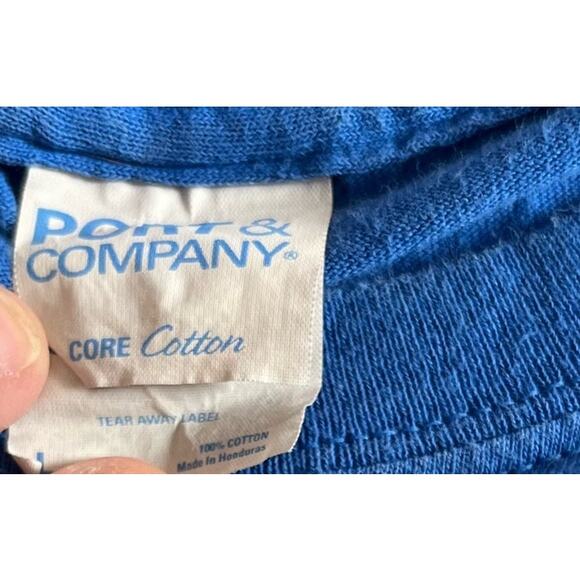 PORT &
COMPANY®
CORE Cotton
TEAR AWAY LABEL
100% COTTON
Made In Honduras